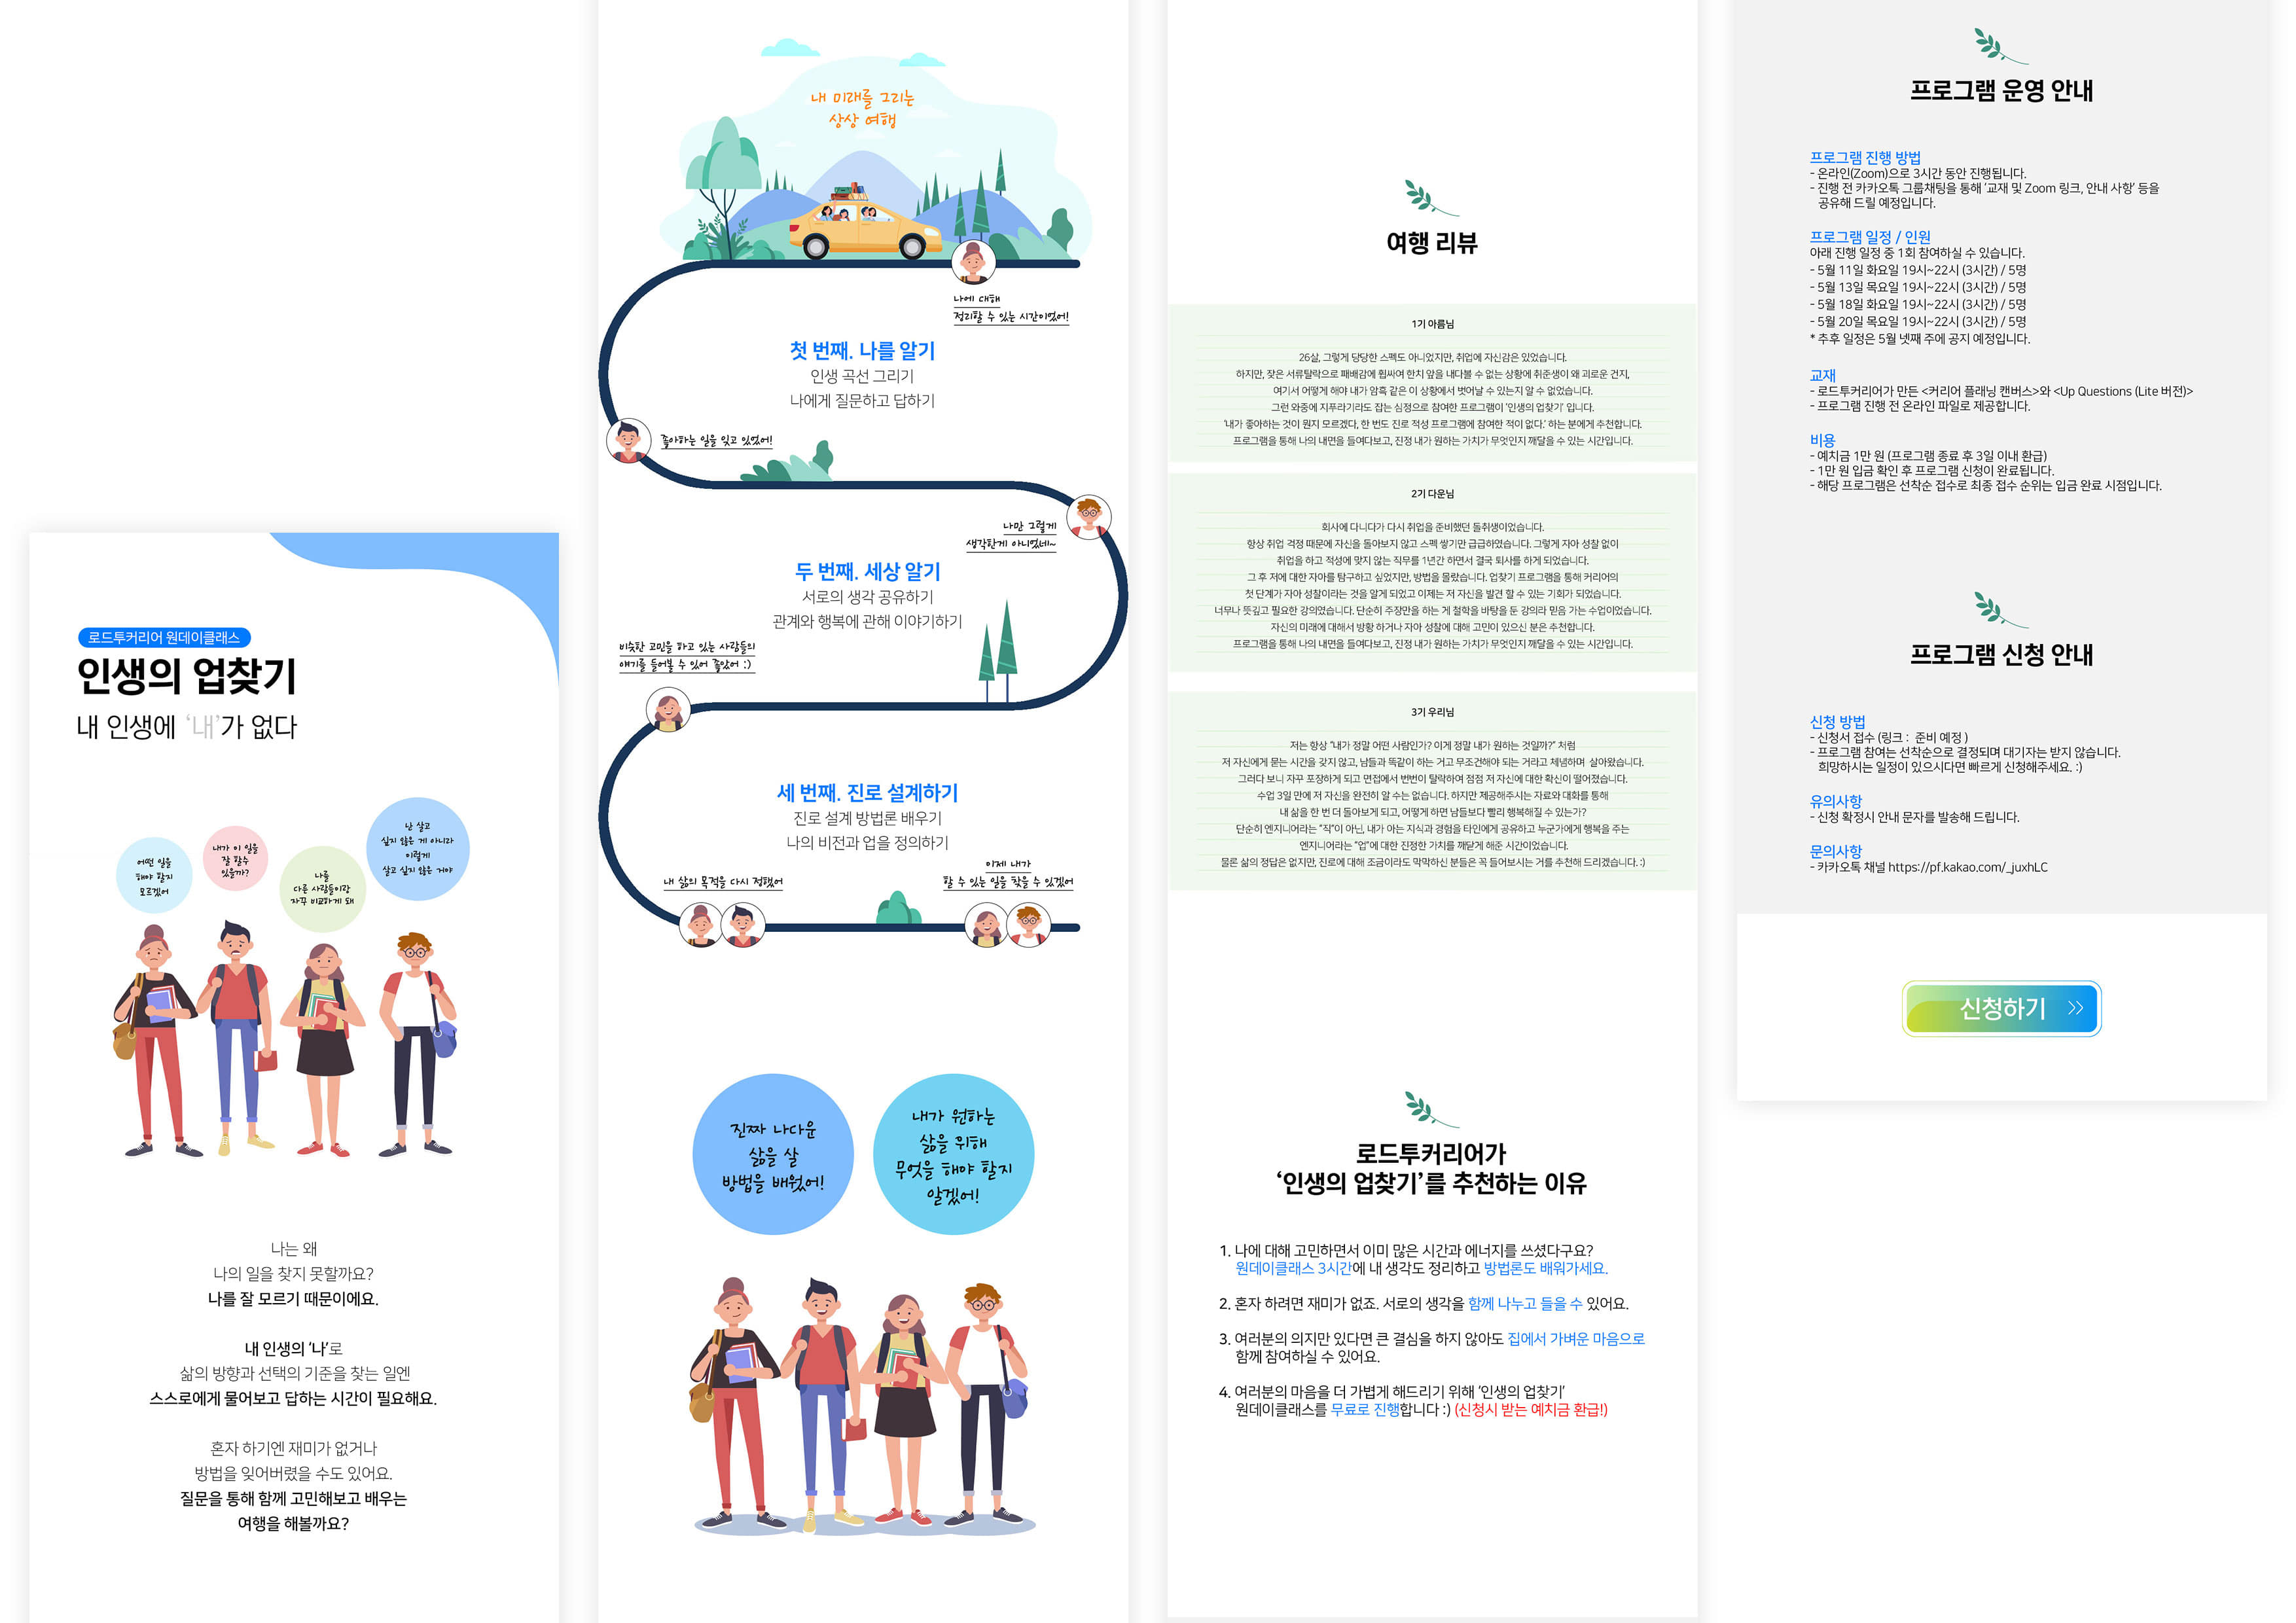 로드투커리어 원데이클래스
인생의 업찾기
내 인생에 ‘내’가 없다
어떤 일을
해야 할지
모르겠어
내가 이 일을
잘 할수
있을까?
나를
다른 사람들이랑
자꾸 비교하게 돼
난 살고
싶지 않은 게 아니라
이렇게
살고 싶지 않은 거야
나는 왜
나의 일을 찾지 못할까요?
나를 잘 모르기 때문이에요.
내 인생의 ‘나’로
삶의 방향과 선택의 기준을 찾는 일엔
스스로에게 물어보고 답하는 시간이 필요해요.
혼자 하기엔 재미가 없거나
방법을 잊어버렸을 수도 있어요.
질문을 통해 함께 고민해보고 배우는
여행을 해볼까요?
내 미래를 그리는
상상 여행
나에 대해
정리할 수 있는 시간이었어!
첫 번째. 나를 알기
인생 곡선 그리기
나에게 질문하고 답하기
좋아하는 일을 잊고 있었어!
나만 그렇게
생각한게 아니었네~
두 번째. 세상 알기
서로의 생각 공유하기
관계와 행복에 관해 이야기하기
비슷한 고민을 하고 있는 사람들의
얘기를 들어볼 수 있어 좋았어 :)
세 번째. 진로 설계하기
진로 설계 방법론 배우기
나의 비전과 업을 정의하기
내 삶의 목적을 다시 정했어
이제 내가
할 수 있는 일을 찾을 수 있겠어
진짜 나다운
삶을 살
방법을 배웠어!
내가 원하는
삶을 위해
무엇을 해야 할지
알겠어!
여행 리뷰
1기 아름님
26살, 그렇게 당당한 스펙도 아니었지만, 취업에 자신감은 있었습니다.
하지만, 잦은 서류탈락으로 패배감에 휩싸여 한치 앞을 내다볼 수 없는 상황에 취준생이 왜 괴로운 건지,
여기서 어떻게 해야 내가 암흑 같은 이 상황에서 벗어날 수 있는지 알 수 없었습니다.
그런 와중에 지푸라기라도 잡는 심정으로 참여한 프로그램이 '인생의 업찾기' 입니다.
'내가 좋아하는 것이 뭔지 모르겠다, 한 번도 진로 적성 프로그램에 참여한 적이 없다.' 하는 분에게 추천합니다.
프로그램을 통해 나의 내면을 들여다보고, 진정 내가 원하는 가치가 무엇인지 깨달을 수 있는 시간입니다.
2기 다운님
회사에 다니다가 다시 취업을 준비했던 돌취생이었습니다.
항상 취업 걱정 때문에 자신을 돌아보지 않고 스펙 쌓기만 급급하였습니다. 그렇게 자아 성찰 없이
취업을 하고 적성에 맞지 않는 직무를 1년간 하면서 결국 퇴사를 하게 되었습니다.
그 후 저에 대한 자아를 탐구하고 싶었지만, 방법을 몰랐습니다. 업찾기 프로그램을 통해 커리어의
첫 단계가 자아 성찰이라는 것을 알게 되었고 이제는 저 자신을 발견 할 수 있는 기회가 되었습니다.
너무나 뜻깊고 필요한 강의였습니다. 단순히 주장만을 하는 게 철학을 바탕을 둔 강의라 믿음 가는 수업이었습니다.
자신의 미래에 대해서 방황 하거나 자아 성찰에 대해 고민이 있으신 분은 추천합니다.
프로그램을 통해 나의 내면을 들여다보고, 진정 내가 원하는 가치가 무엇인지 깨달을 수 있는 시간입니다.
3기 우리님
저는 항상 "내가 정말 어떤 사람인가? 이게 정말 내가 원하는 것일까?" 처럼
저 자신에게 묻는 시간을 갖지 않고, 남들과 똑같이 하는 거고 무조건해야 되는 거라고 체념하며 살아왔습니다.
그러다 보니 자꾸 포장하게 되고 면접에서 번번이 탈락하여 점점 저 자신에 대한 확신이 떨어졌습니다.
수업 3일 만에 저 자신을 완전히 알 수는 없습니다. 하지만 제공해주시는 자료와 대화를 통해
내 삶을 한 번 더 돌아보게 되고, 어떻게 하면 남들보다 빨리 행복해질 수 있는가?
단순히 엔지니어라는 "직"이 아닌, 내가 아는 지식과 경험을 타인에게 공유하고 누군가에게 행복을 주는
엔지니어라는 "업"에 대한 진정한 가치를 깨닫게 해준 시간이었습니다.
물론 삶의 정답은 없지만, 진로에 대해 조금이라도 막막하신 분들은 꼭 들어보시는 거를 추천해 드리겠습니다. :)
로드투커리어가
‘인생의 업찾기’를 추천하는 이유
1. 나에 대해 고민하면서 이미 많은 시간과 에너지를 쓰셨다구요?
원데이클래스 3시간에 내 생각도 정리하고 방법론도 배워가세요.
2. 혼자 하려면 재미가 없죠. 서로의 생각을 함께 나누고 들을 수 있어요.
3. 여러분의 의지만 있다면 큰 결심을 하지 않아도 집에서 가벼운 마음으로
함께 참여하실 수 있어요.
4. 여러분의 마음을 더 가볍게 해드리기 위해 ‘인생의 업찾기’
원데이클래스를 무료로 진행합니다 :) (신청시 받는 예치금 환급!)
프로그램 운영 안내
프로그램 진행 방법
- 온라인(Zoom)으로 3시간 동안 진행됩니다.
- 진행 전 카카오톡 그룹채팅을 통해 ‘교재 및 Zoom 링크, 안내 사항’ 등을
공유해 드릴 예정입니다.
프로그램 일정 / 인원
아래 진행 일정 중 1회 참여하실 수 있습니다.
- 5월 11일 화요일 19시~22시 (3시간) / 5명
- 5월 13일 목요일 19시~22시 (3시간) / 5명
- 5월 18일 화요일 19시~22시 (3시간) / 5명
- 5월 20일 목요일 19시~22시 (3시간) / 5명
* 추후 일정은 5월 넷째 주에 공지 예정입니다.
교재
- 로드투커리어가 만든 <커리어 플래닝 캔버스>와 <Up Questions (Lite 버전)>
- 프로그램 진행 전 온라인 파일로 제공합니다.
비용
- 예치금 1만 원 (프로그램 종료 후 3일 이내 환급)
- 1만 원 입금 확인 후 프로그램 신청이 완료됩니다.
- 해당 프로그램은 선착순 접수로 최종 접수 순위는 입금 완료 시점입니다.
프로그램 신청 안내
신청 방법
- 신청서 접수 (링크 : 준비 예정 )
- 프로그램 참여는 선착순으로 결정되며 대기자는 받지 않습니다.
희망하시는 일정이 있으시다면 빠르게 신청해주세요. :)
유의사항
- 신청 확정시 안내 문자를 발송해 드립니다.
문의사항
- 카카오톡 채널 https://pf.kakao.com/_juxhLC
신청하기 »